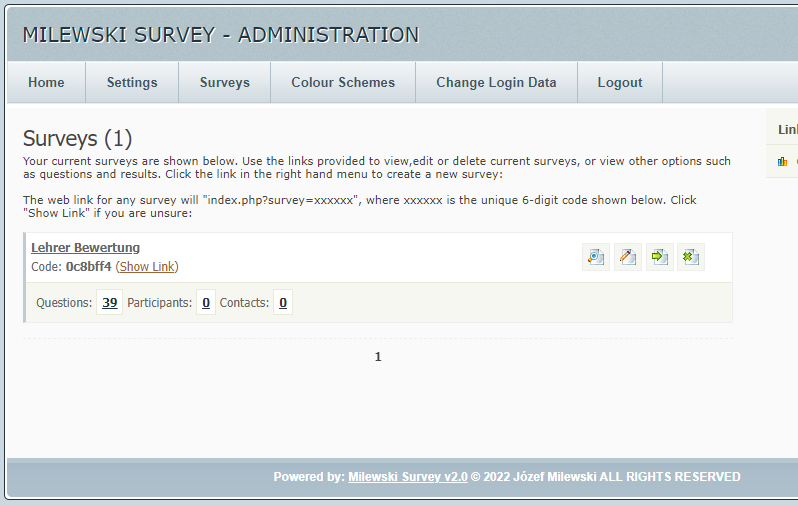 MILEWSKI SURVEY - ADMINISTRATION
Home Settings Surveys Colour Schemes Change Login Data Logout
Surveys (1)
Your current surveys are shown below. Use the links provided to view,edit or delete current surveys, or view other options such
as questions and results. Click the link in the right hand menu to create a new survey:
The web link for any survey will "index.php?survey=xxxxxx", where xxxxxx is the unique 6-digit code shown below. Click
"Show Link" if you are unsure:
Lehrer Bewertung
Code: 0c8bff4 (Show Link)
Questions: 39 Participants: 0 Contacts: 0
1
Powered by: Milewski Survey v2.0 © 2022 Józef Milewski ALL RIGHTS RESERVED